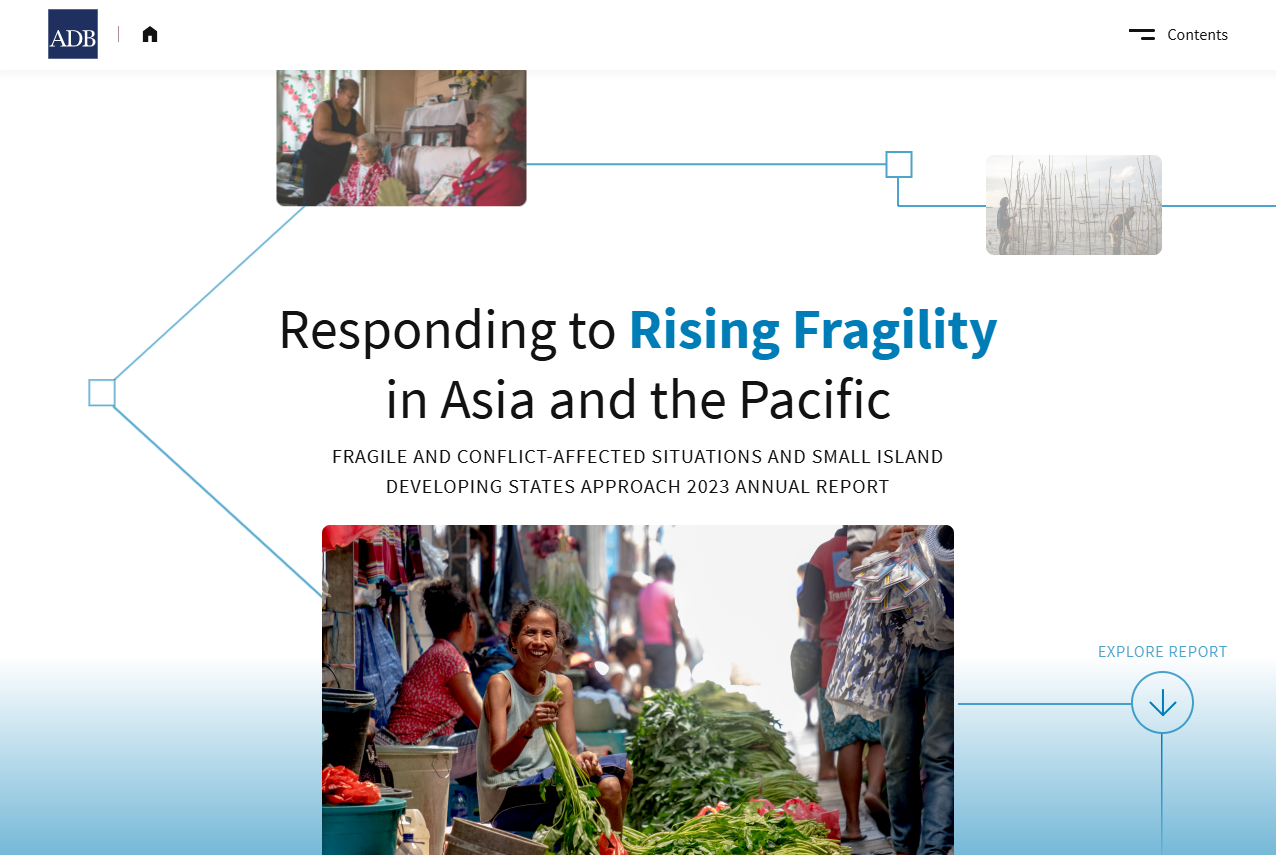 ADB
Contents
Responding to Rising Fragility
in Asia and the Pacific
FRAGILE AND CONFLICT-AFFECTED SITUATIONS AND SMALL ISLAND
DEVELOPING STATES APPROACH 2023 ANNUAL REPORT
EXPLORE REPORT